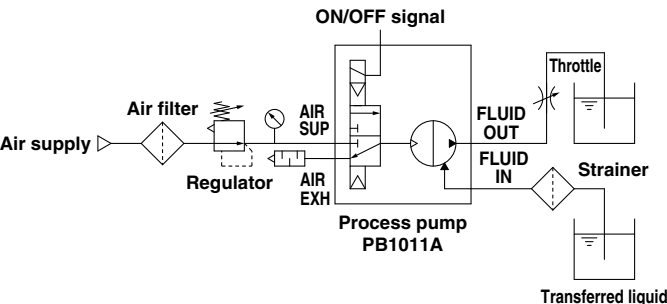 ON/OFF signal
Throttle
Air filter
AIR
SUP
FLUID
OUT
Air supply
FLUID
IN
Regulator
AIR
EXH
Strainer
Process pump
PB1011A
Transferred liquid